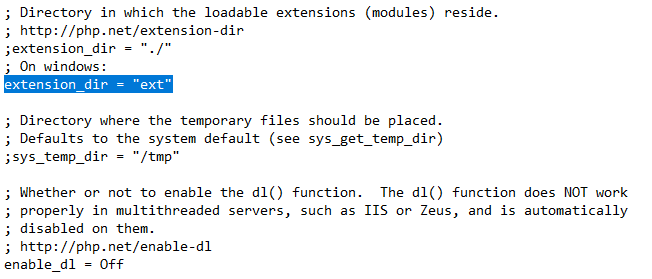 ; Directory in which the loadable extensions (modules) reside.
; http://php.net/extension-dir
;extension_dir = "./"
; On windows:
extension_dir = "ext"
; Directory where the temporary files should be placed.
; Defaults to the system default (see sys_get_temp_dir)
;sys_temp_dir = "/tmp"
; Whether or not to enable the dl() function.  The dl() function does NOT work
; properly in multithreaded servers, such as IIS or Zeus, and is automatically
; disabled on them.
; http://php.net/enable-dl
enable_dl = Off